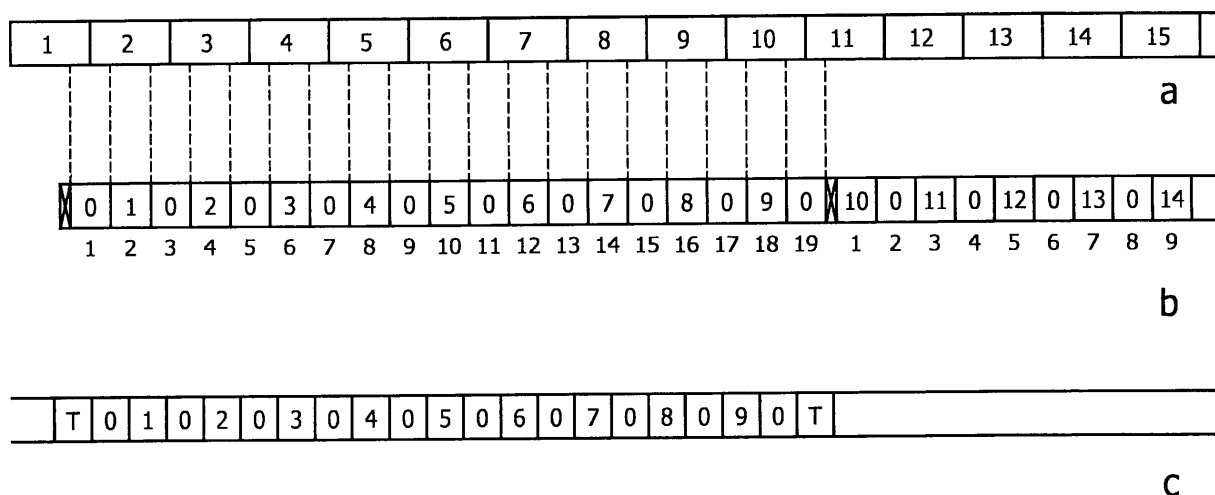 1 2 3 4 5 6 7 8 9 10 11 12 13 14 15
a
0 1 0 2 0 3 0 4 0 5 0 6 0 7 0 8 0 9 0 10 0 11 0 12 0 13 0 14
1 2 3 4 5 6 7 8 9 10 11 12 13 14 15 16 17 18 19 1 2 3 4 5 6 7 8 9
b
T 0 1 0 2 0 3 0 4 0 5 0 6 0 7 0 8 0 9 0 T
c